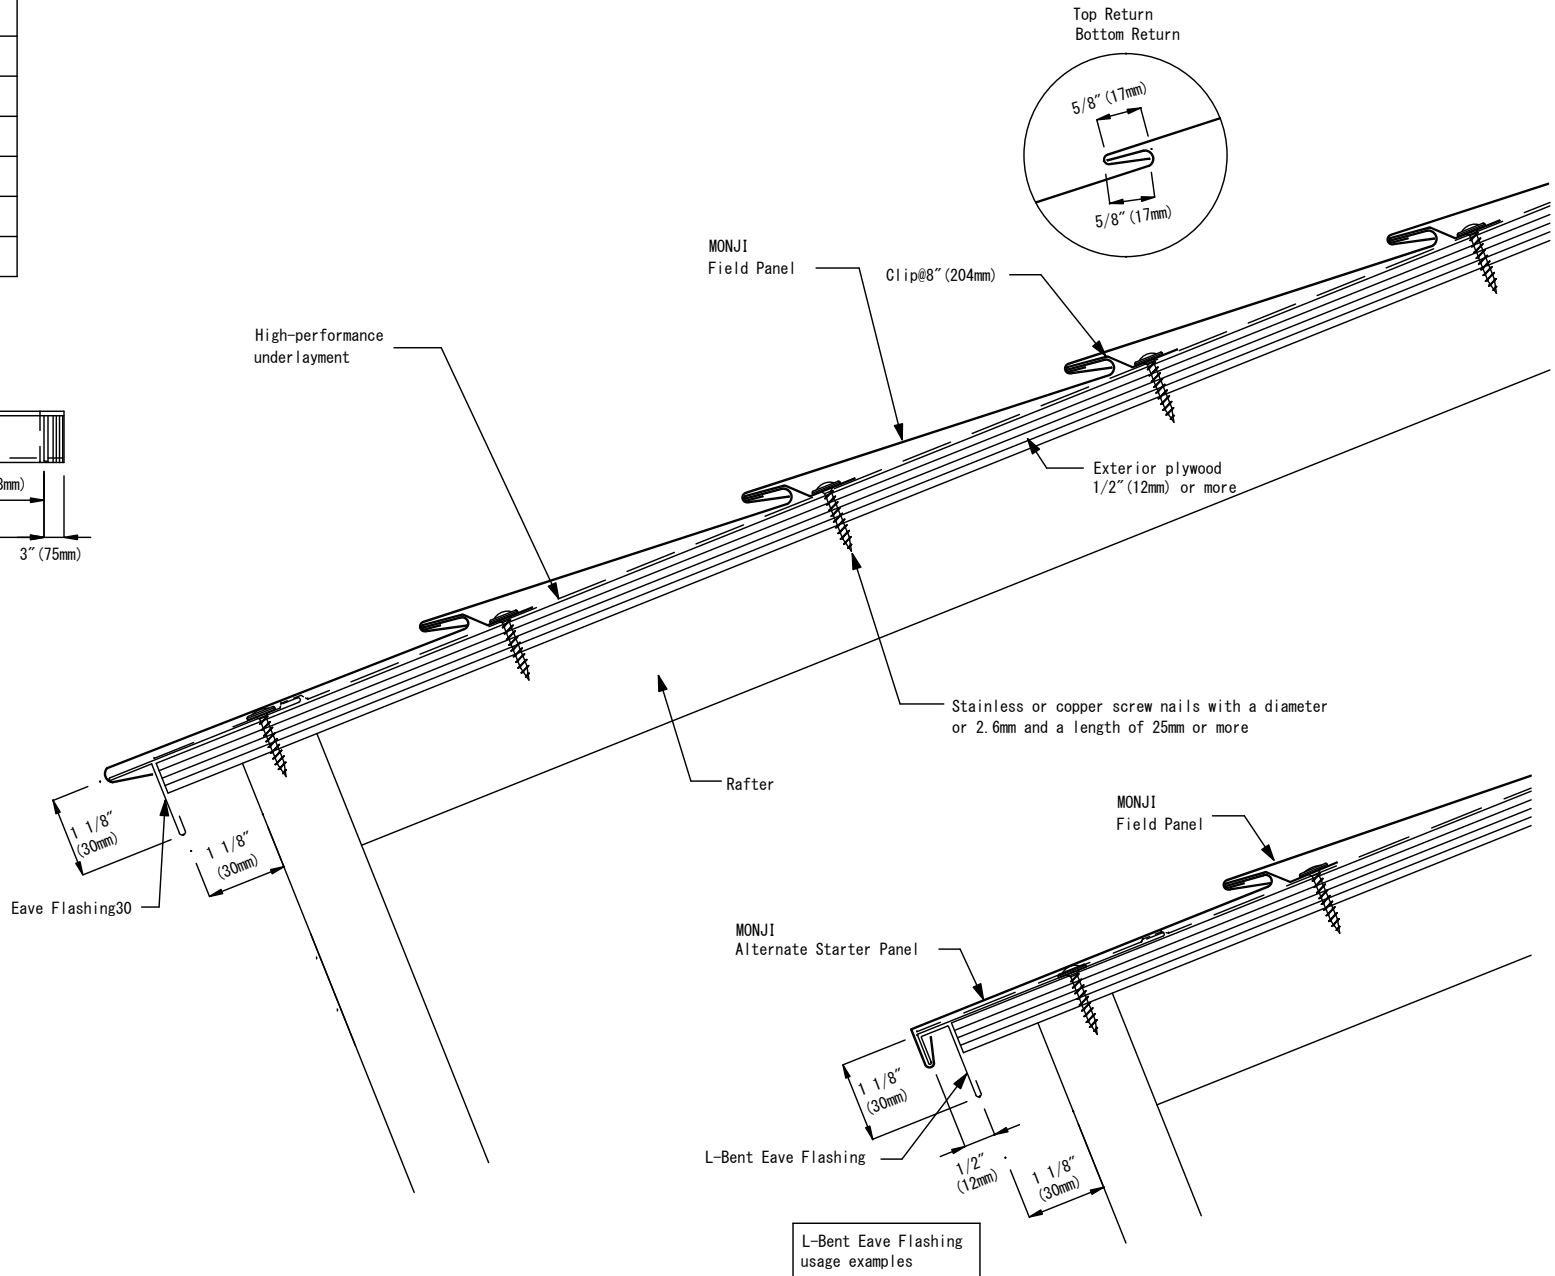 Top Return
Bottom Return
5/8″(17mm)
5/8″(17mm)
MONJI
Field Panel
Clip@8″(204mm)
High-performance
underlayment
Exterior plywood
1/2″(12mm) or more
3″(75mm)
Stainless or copper screw nails with a diameter
or 2.6mm and a length of 25mm or more
Rafter
1 1/8″
(30mm)
1 1/8″
(30mm)
Eave Flashing30
MONJI
Field Panel
MONJI
Alternate Starter Panel
1 1/8″
(30mm)
L-Bent Eave Flashing
1/2″
(12mm)
1 1/8″
(30mm)
L-Bent Eave Flashing
usage examples